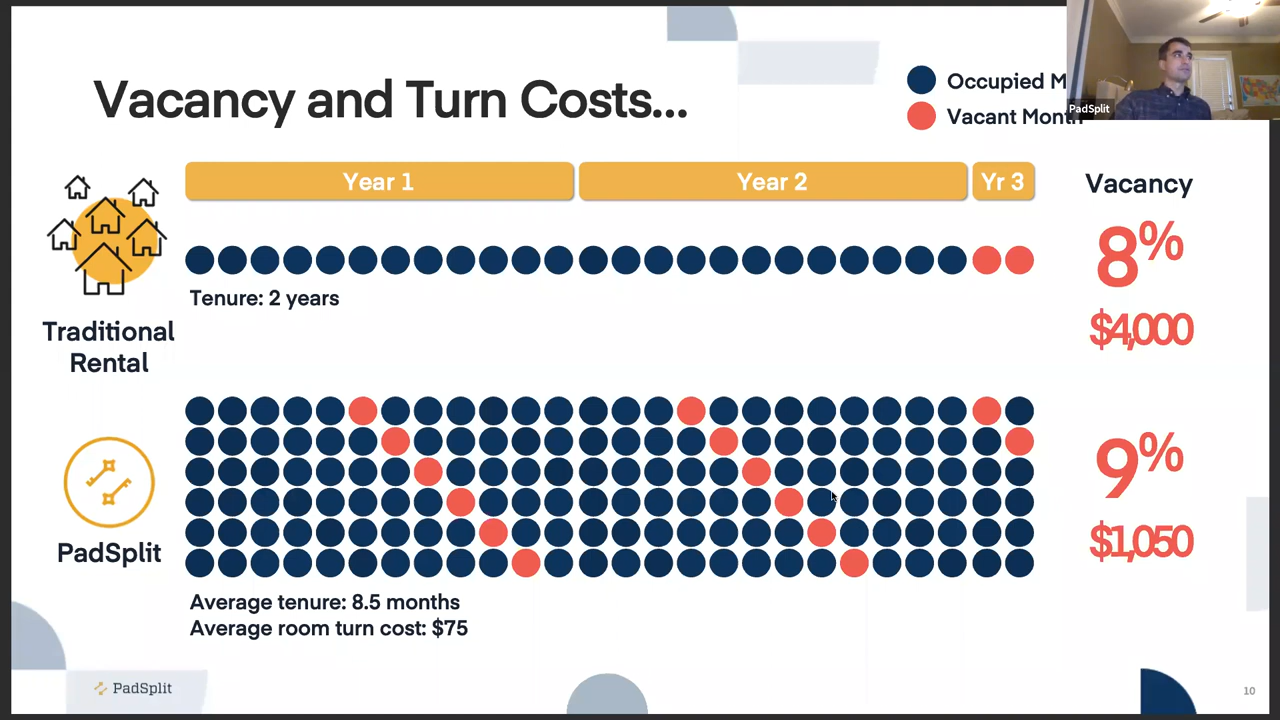 Vacancy and Turn Costs...
Occupied M
Vacant Month
PadSplit
Year 1
Year 2
Yr 3
Vacancy
8%
$4,000
Tenure: 2 years
Traditional
Rental
9%
$1,050
PadSplit
Average tenure: 8.5 months
Average room turn cost: $75
PadSplit
10